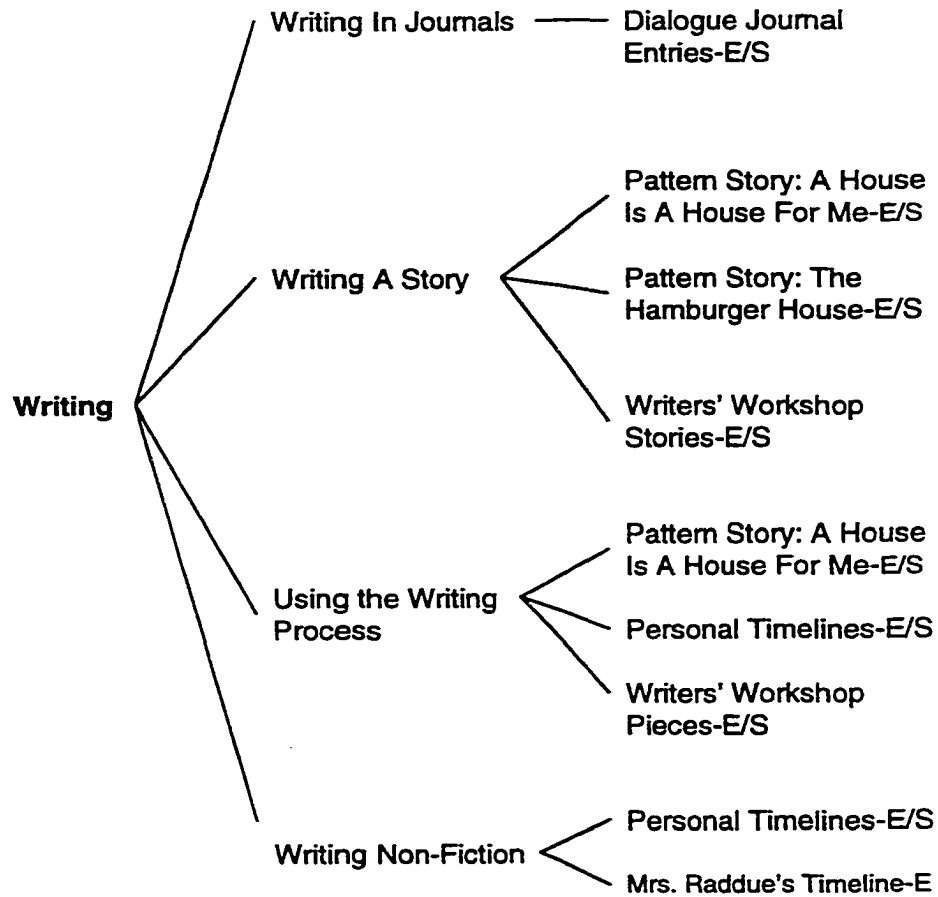 Writing In Journals
Dialogue Journal
Entries-E/S
Pattern Story: A House
Is A House For Me-E/S
Writing A Story
Pattern Story: The
Hamburger House-E/S
Writing
Writers' Workshop
Stories-E/S
Pattern Story: A House
Is A House For Me-E/S
Using the Writing
Process
Personal Timelines-E/S
Writers' Workshop
Pieces-E/S
Personal Timelines-E/S
Writing Non-Fiction
Mrs. Raddue's Timeline-E